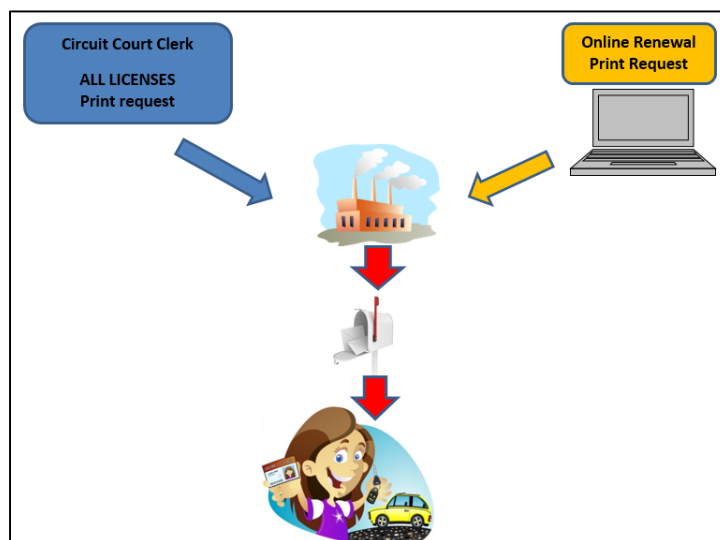 Circuit Court Clerk
ALL LICENSES
Print request
Online Renewal
Print Request